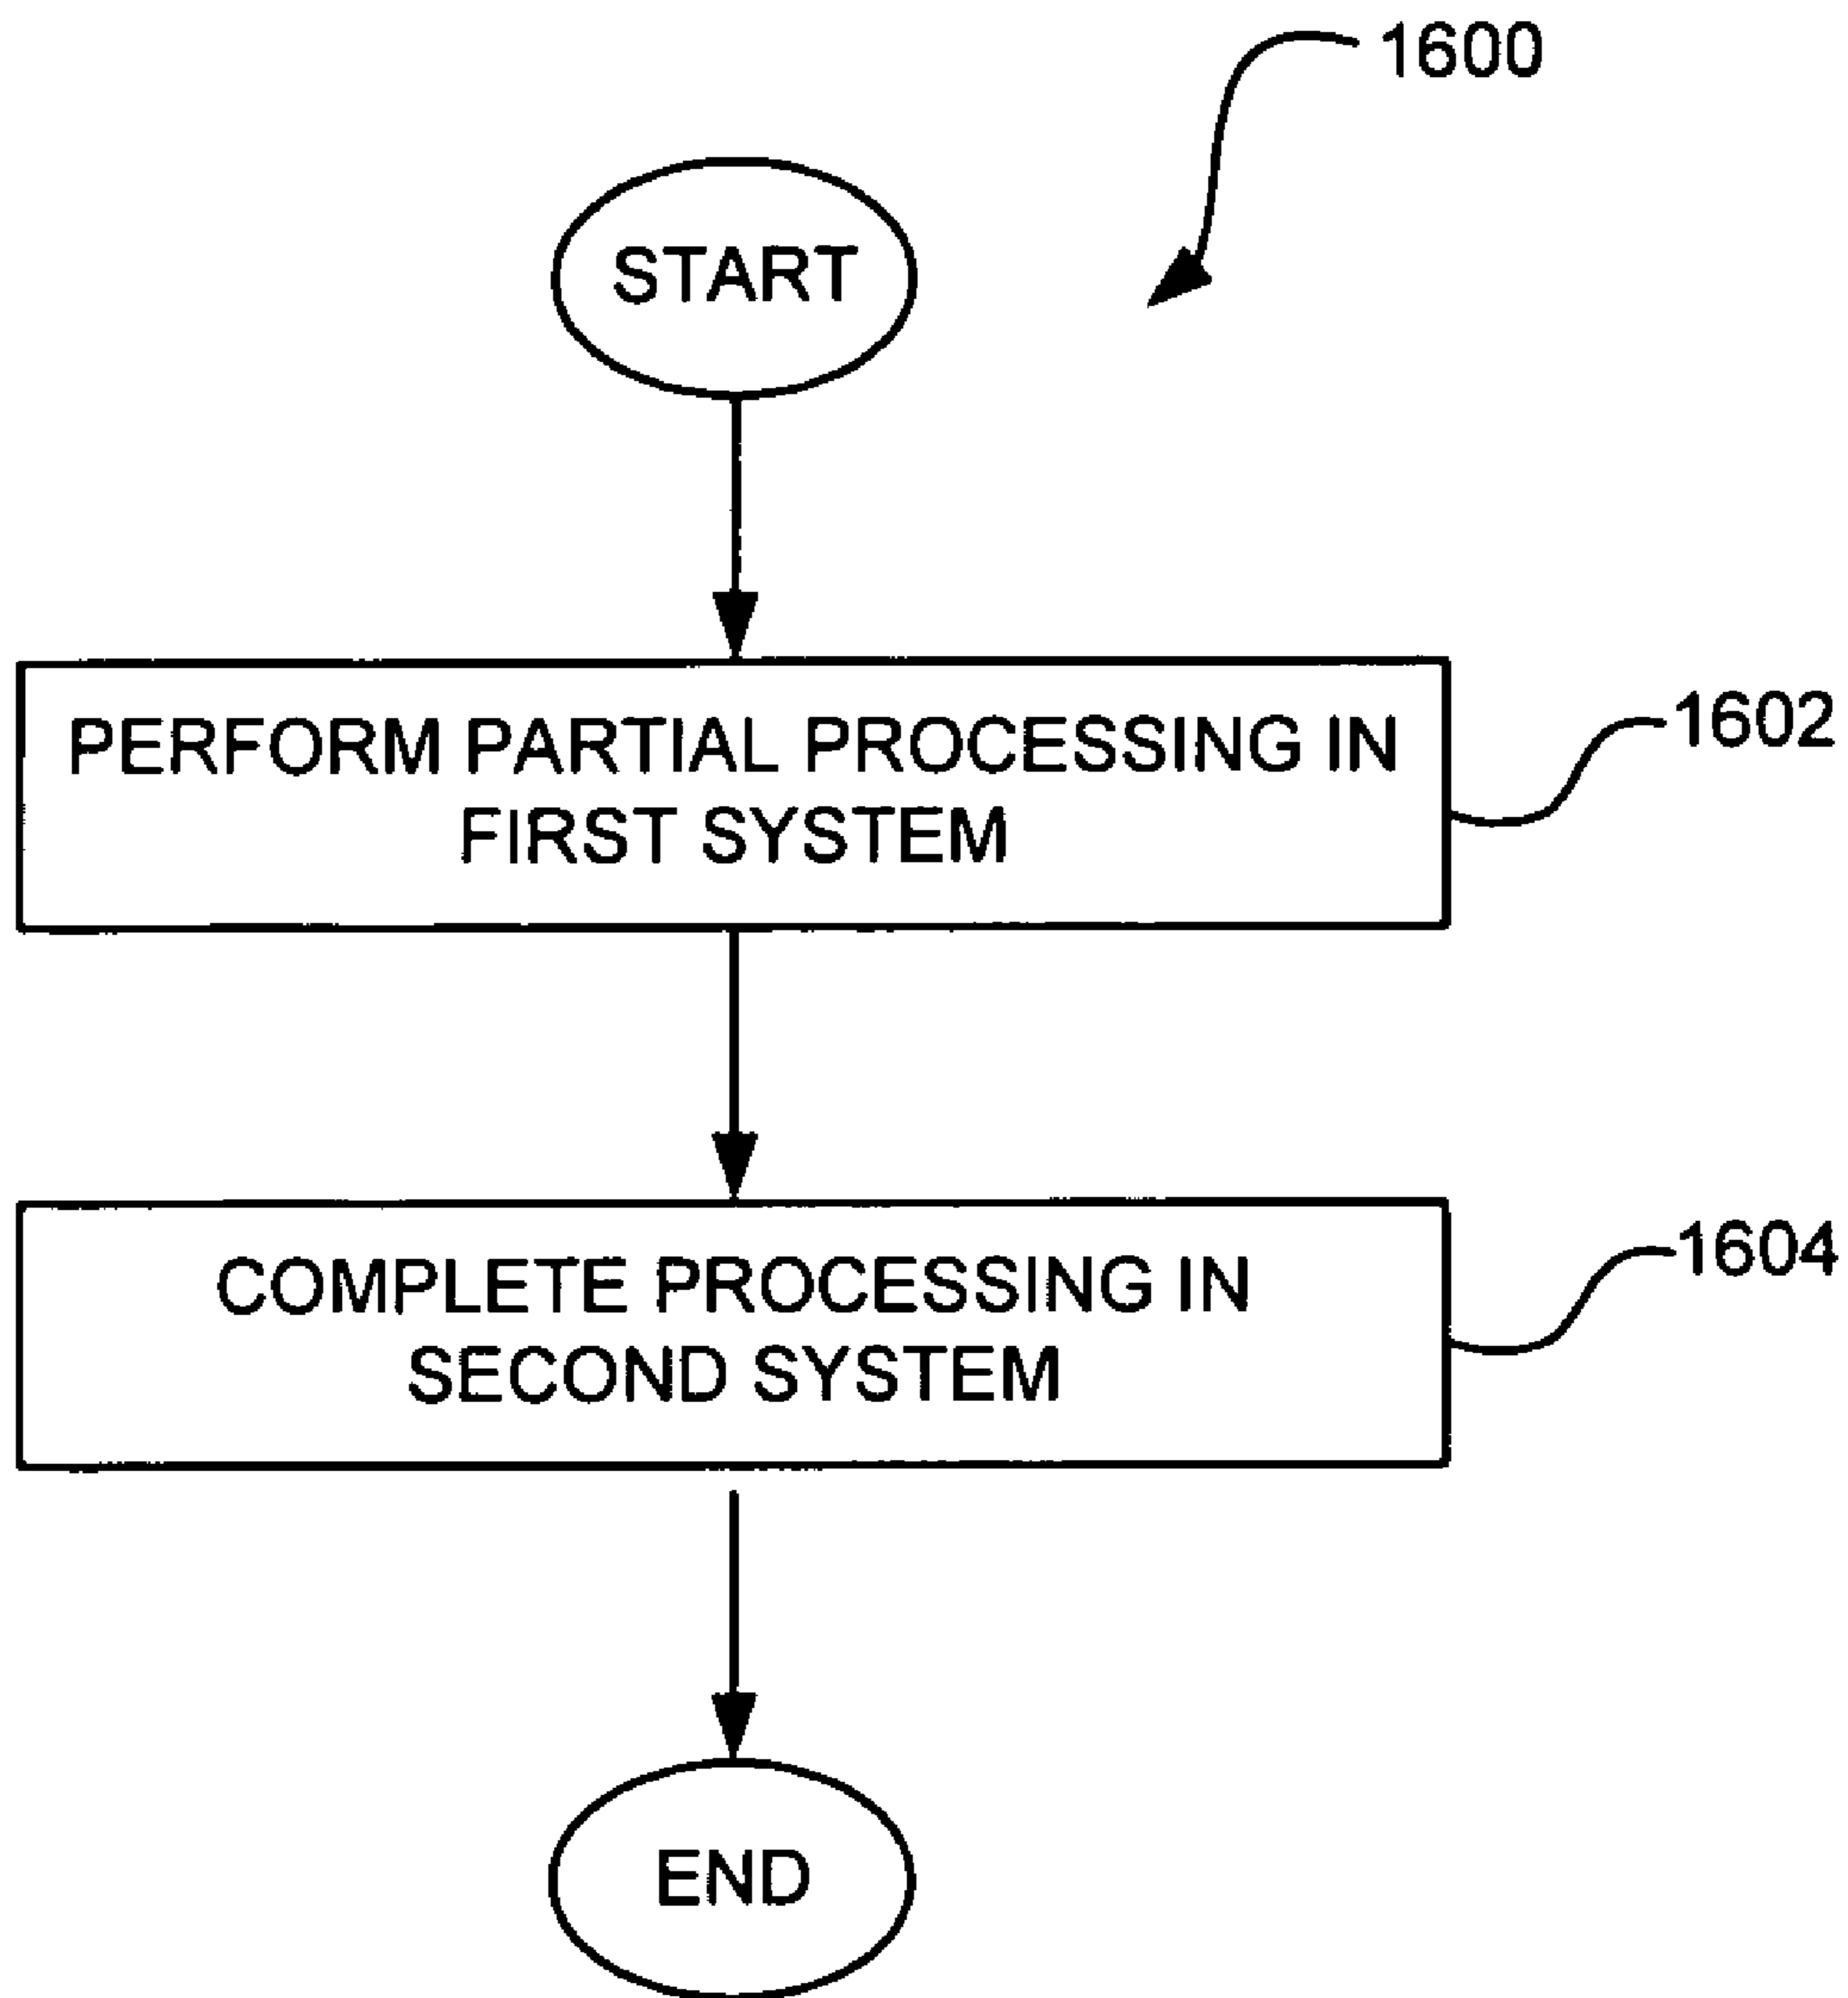 1600
START
PERFORM PARTIAL PROCESSING IN
FIRST SYSTEM
1602
COMPLETE PROCESSING IN
SECOND SYSTEM
1604
END